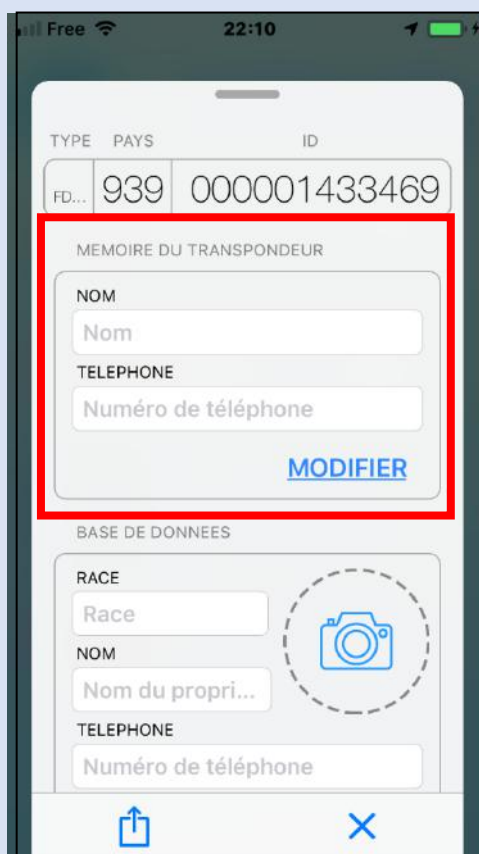 Free 22:10
TYPE PAYS ID
FD... 939 000001433469
MEMOIRE DU TRANSPONDEUR
NOM
Nom
TELEPHONE
Numéro de téléphone
MODIFIER
BASE DE DONNEES
RACE
Race
NOM
Nom du propri...
TELEPHONE
Numéro de téléphone